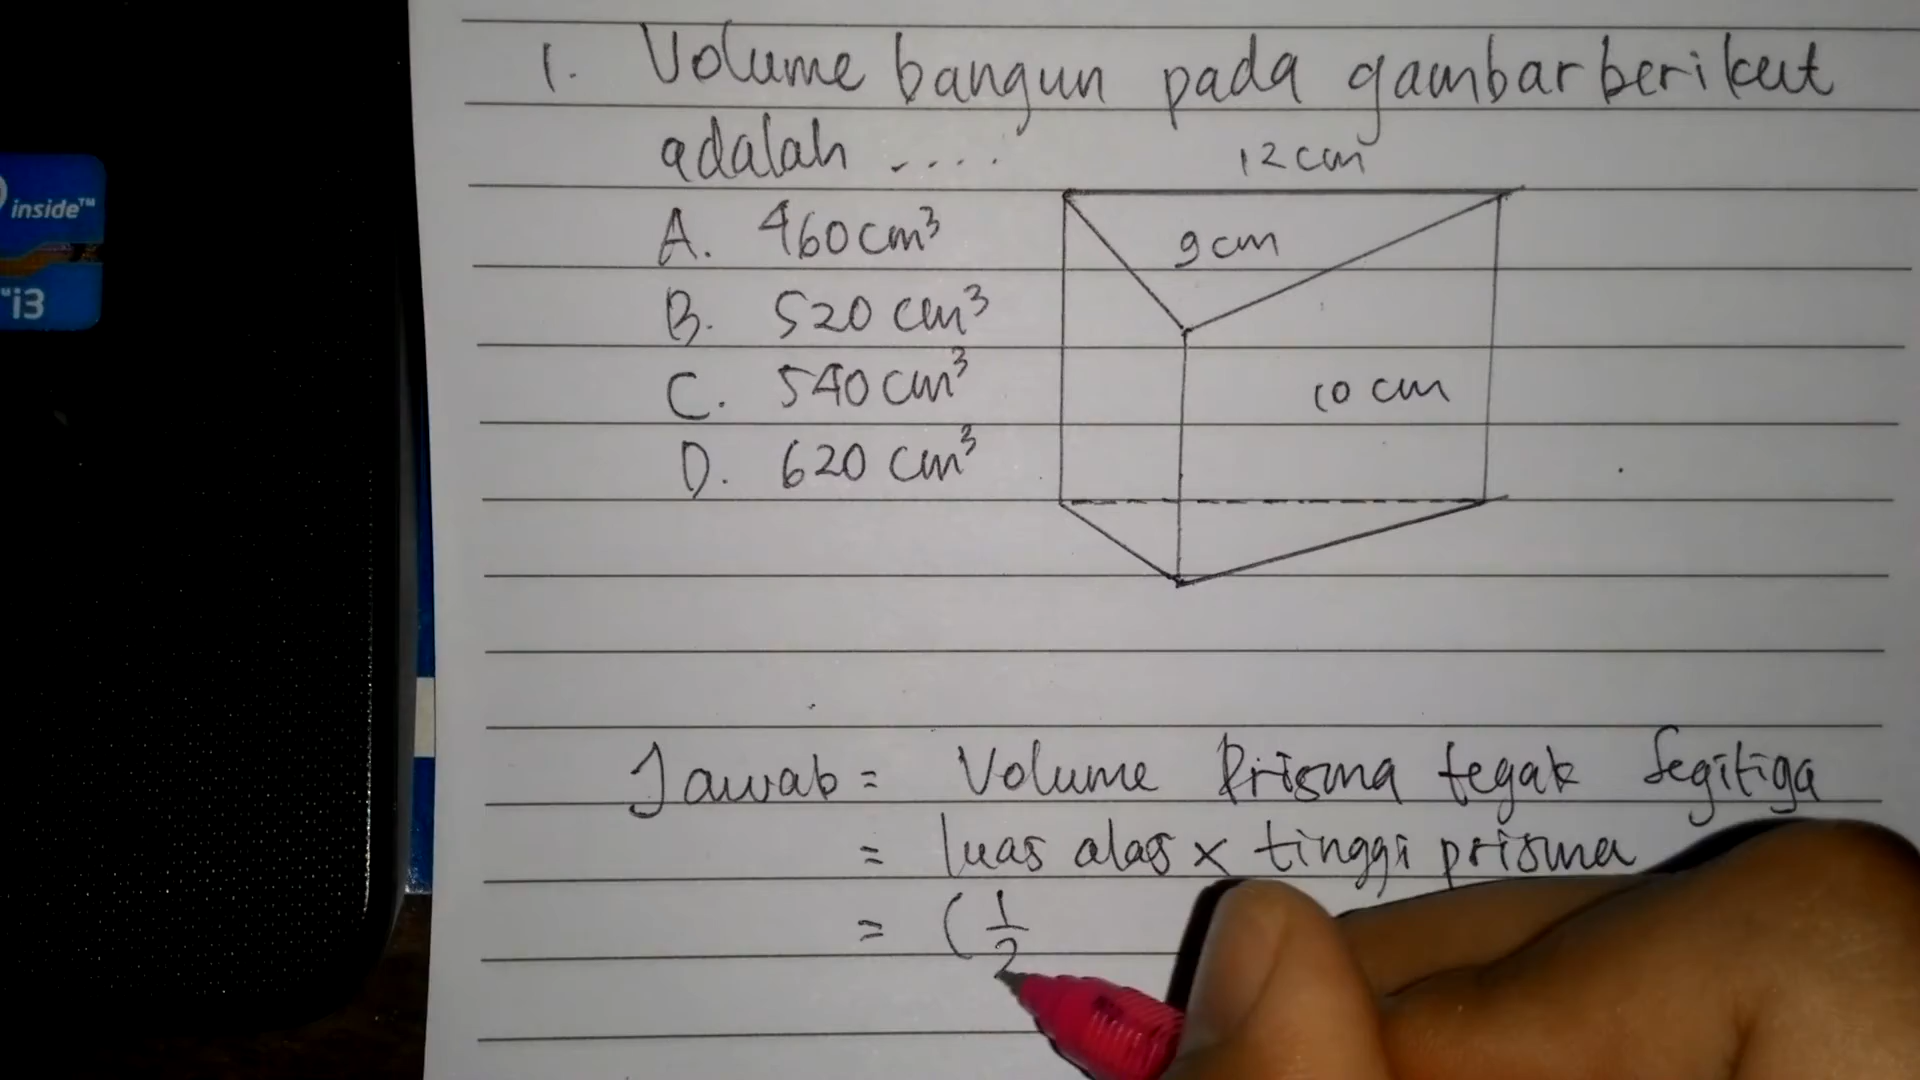 inside™
™i3
1. Volume bangun pada gambar berikut
adalah ....
12 cm
A. 460 cm³
9 cm
B. 520 cm³
C. 540 cm³
10 cm
D. 620 cm³
Jawab = Volume Prisma tegak segitiga
= luas alas x tinggi prisma
= (1/2